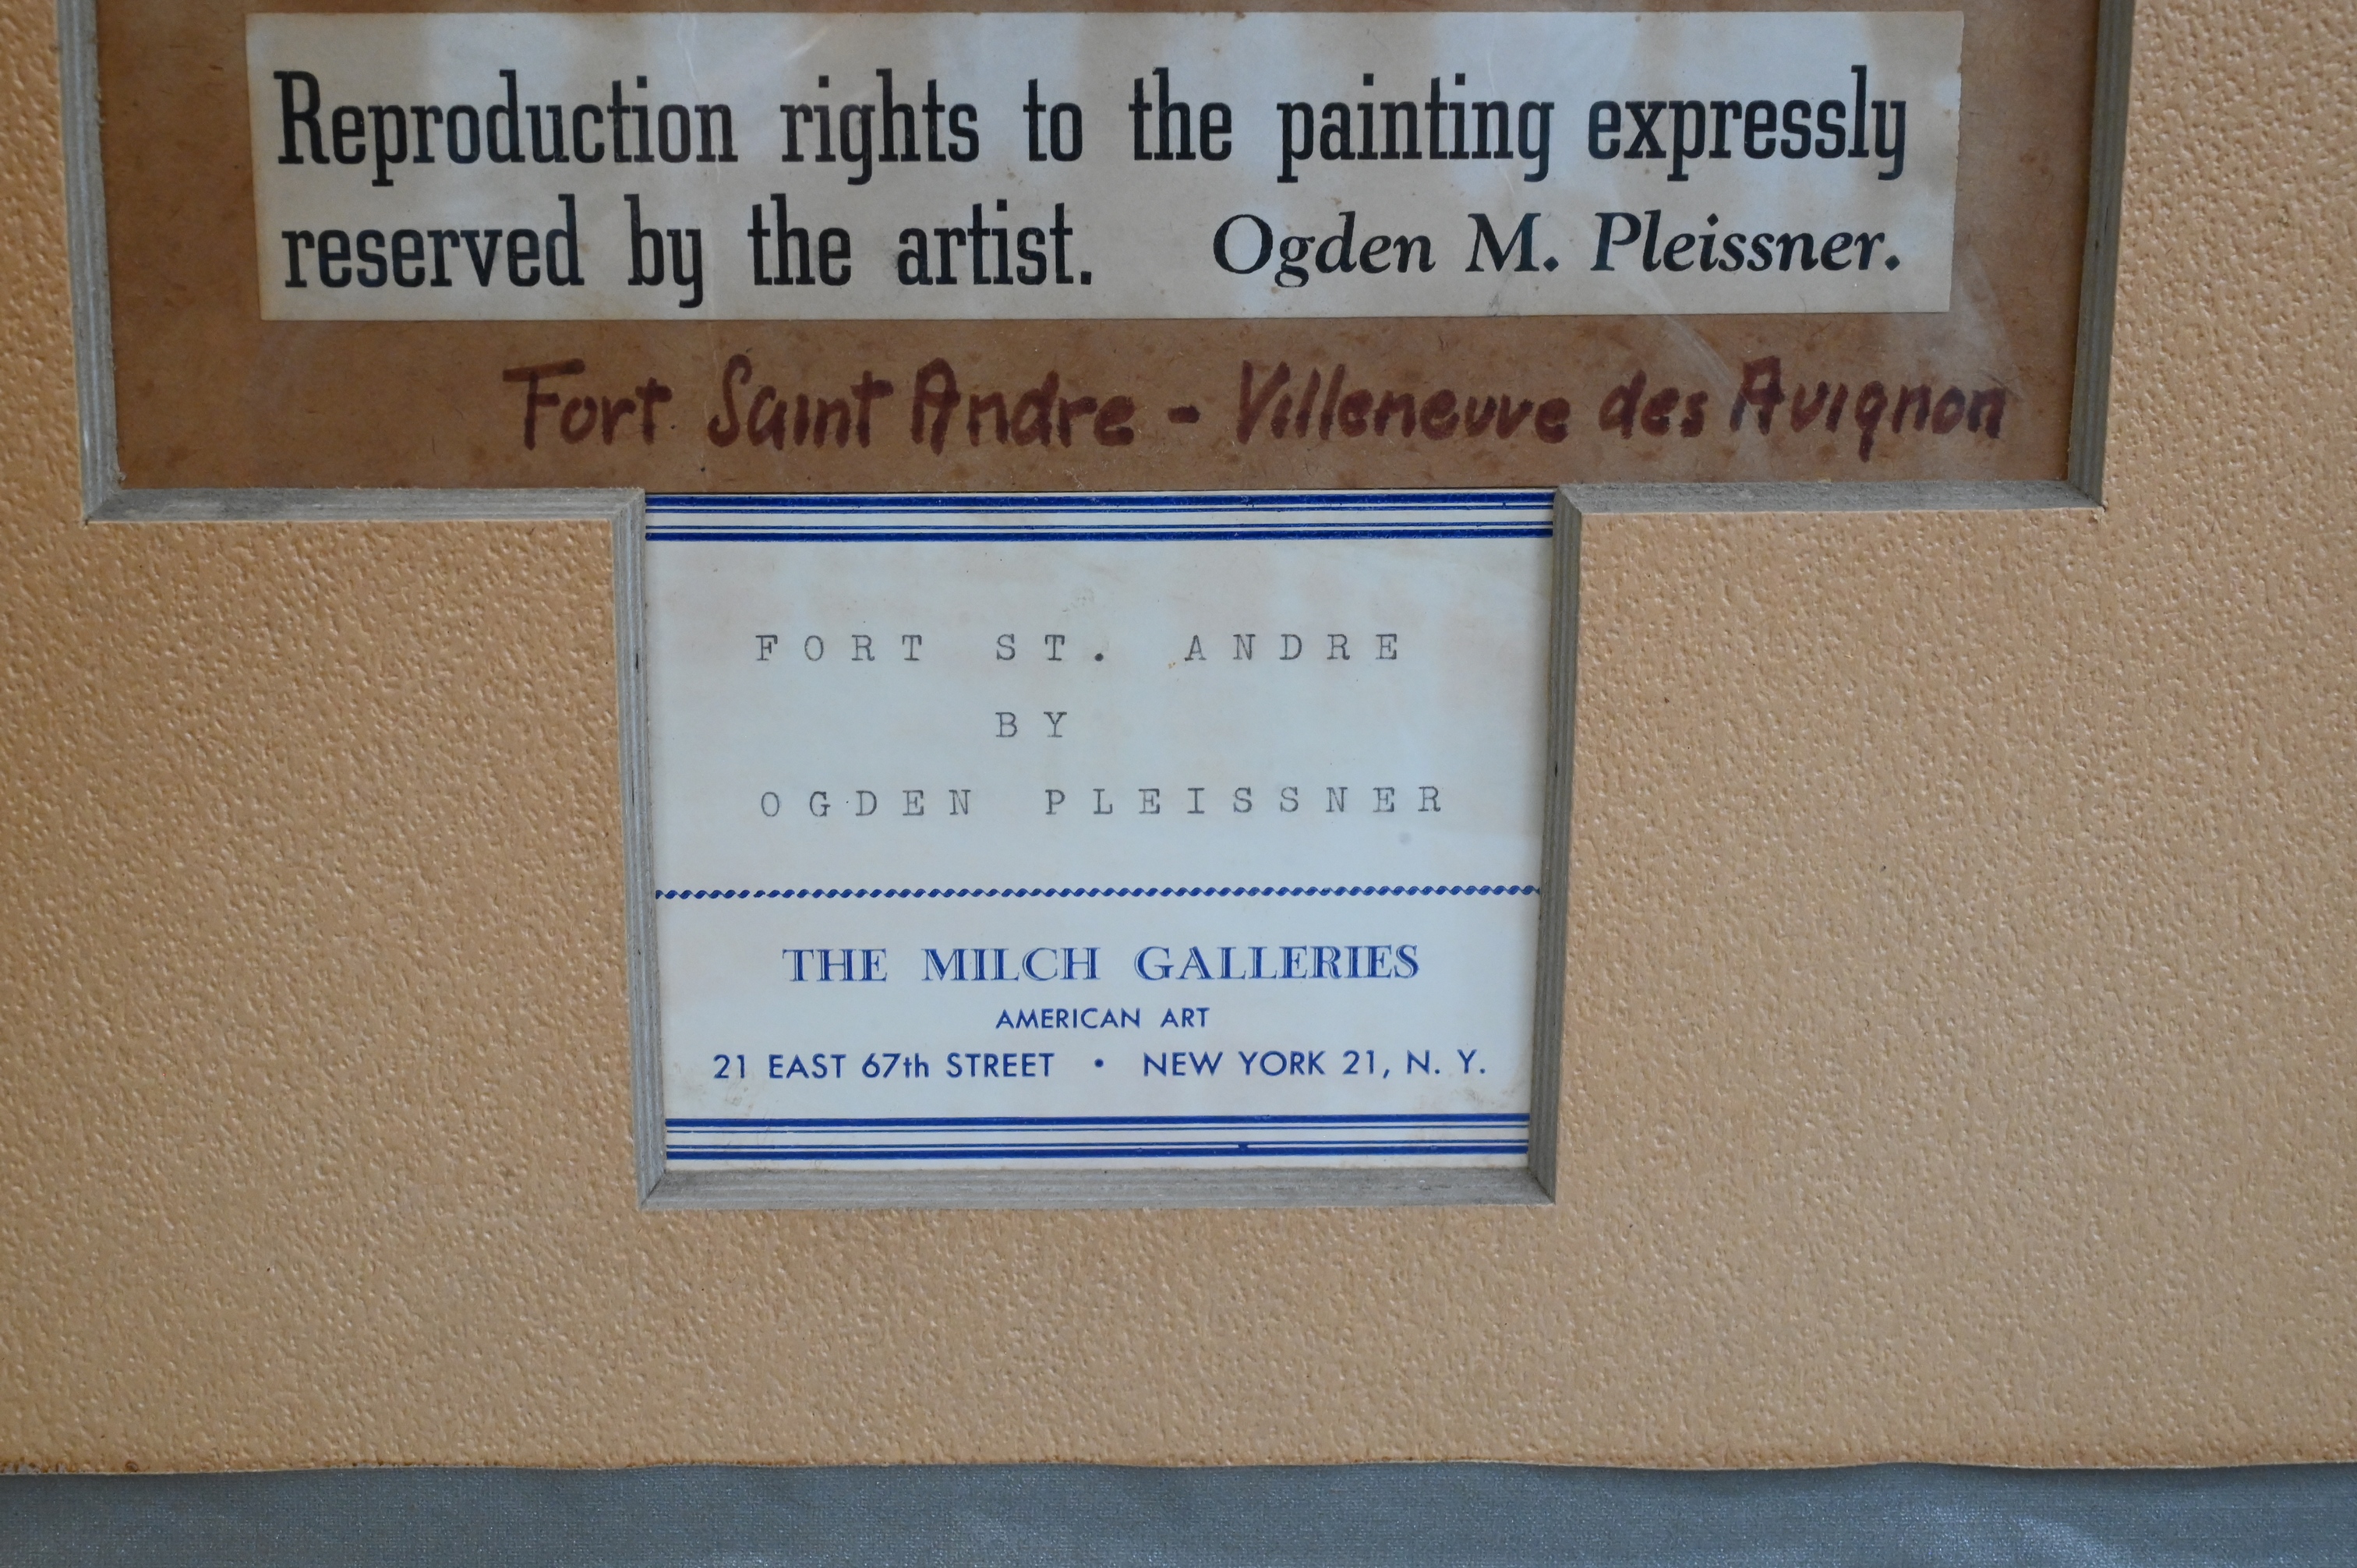 Reproduction rights to the painting expressly
reserved by the artist. Ogden M. Pleissner.
Fort Saint Andre - Villeneuve des Avignon
FORT ST. ANDRE
BY
OGDEN PLEISSNER
THE MILCH GALLERIES
AMERICAN ART
21 EAST 67th STREET • NEW YORK 21, N. Y.